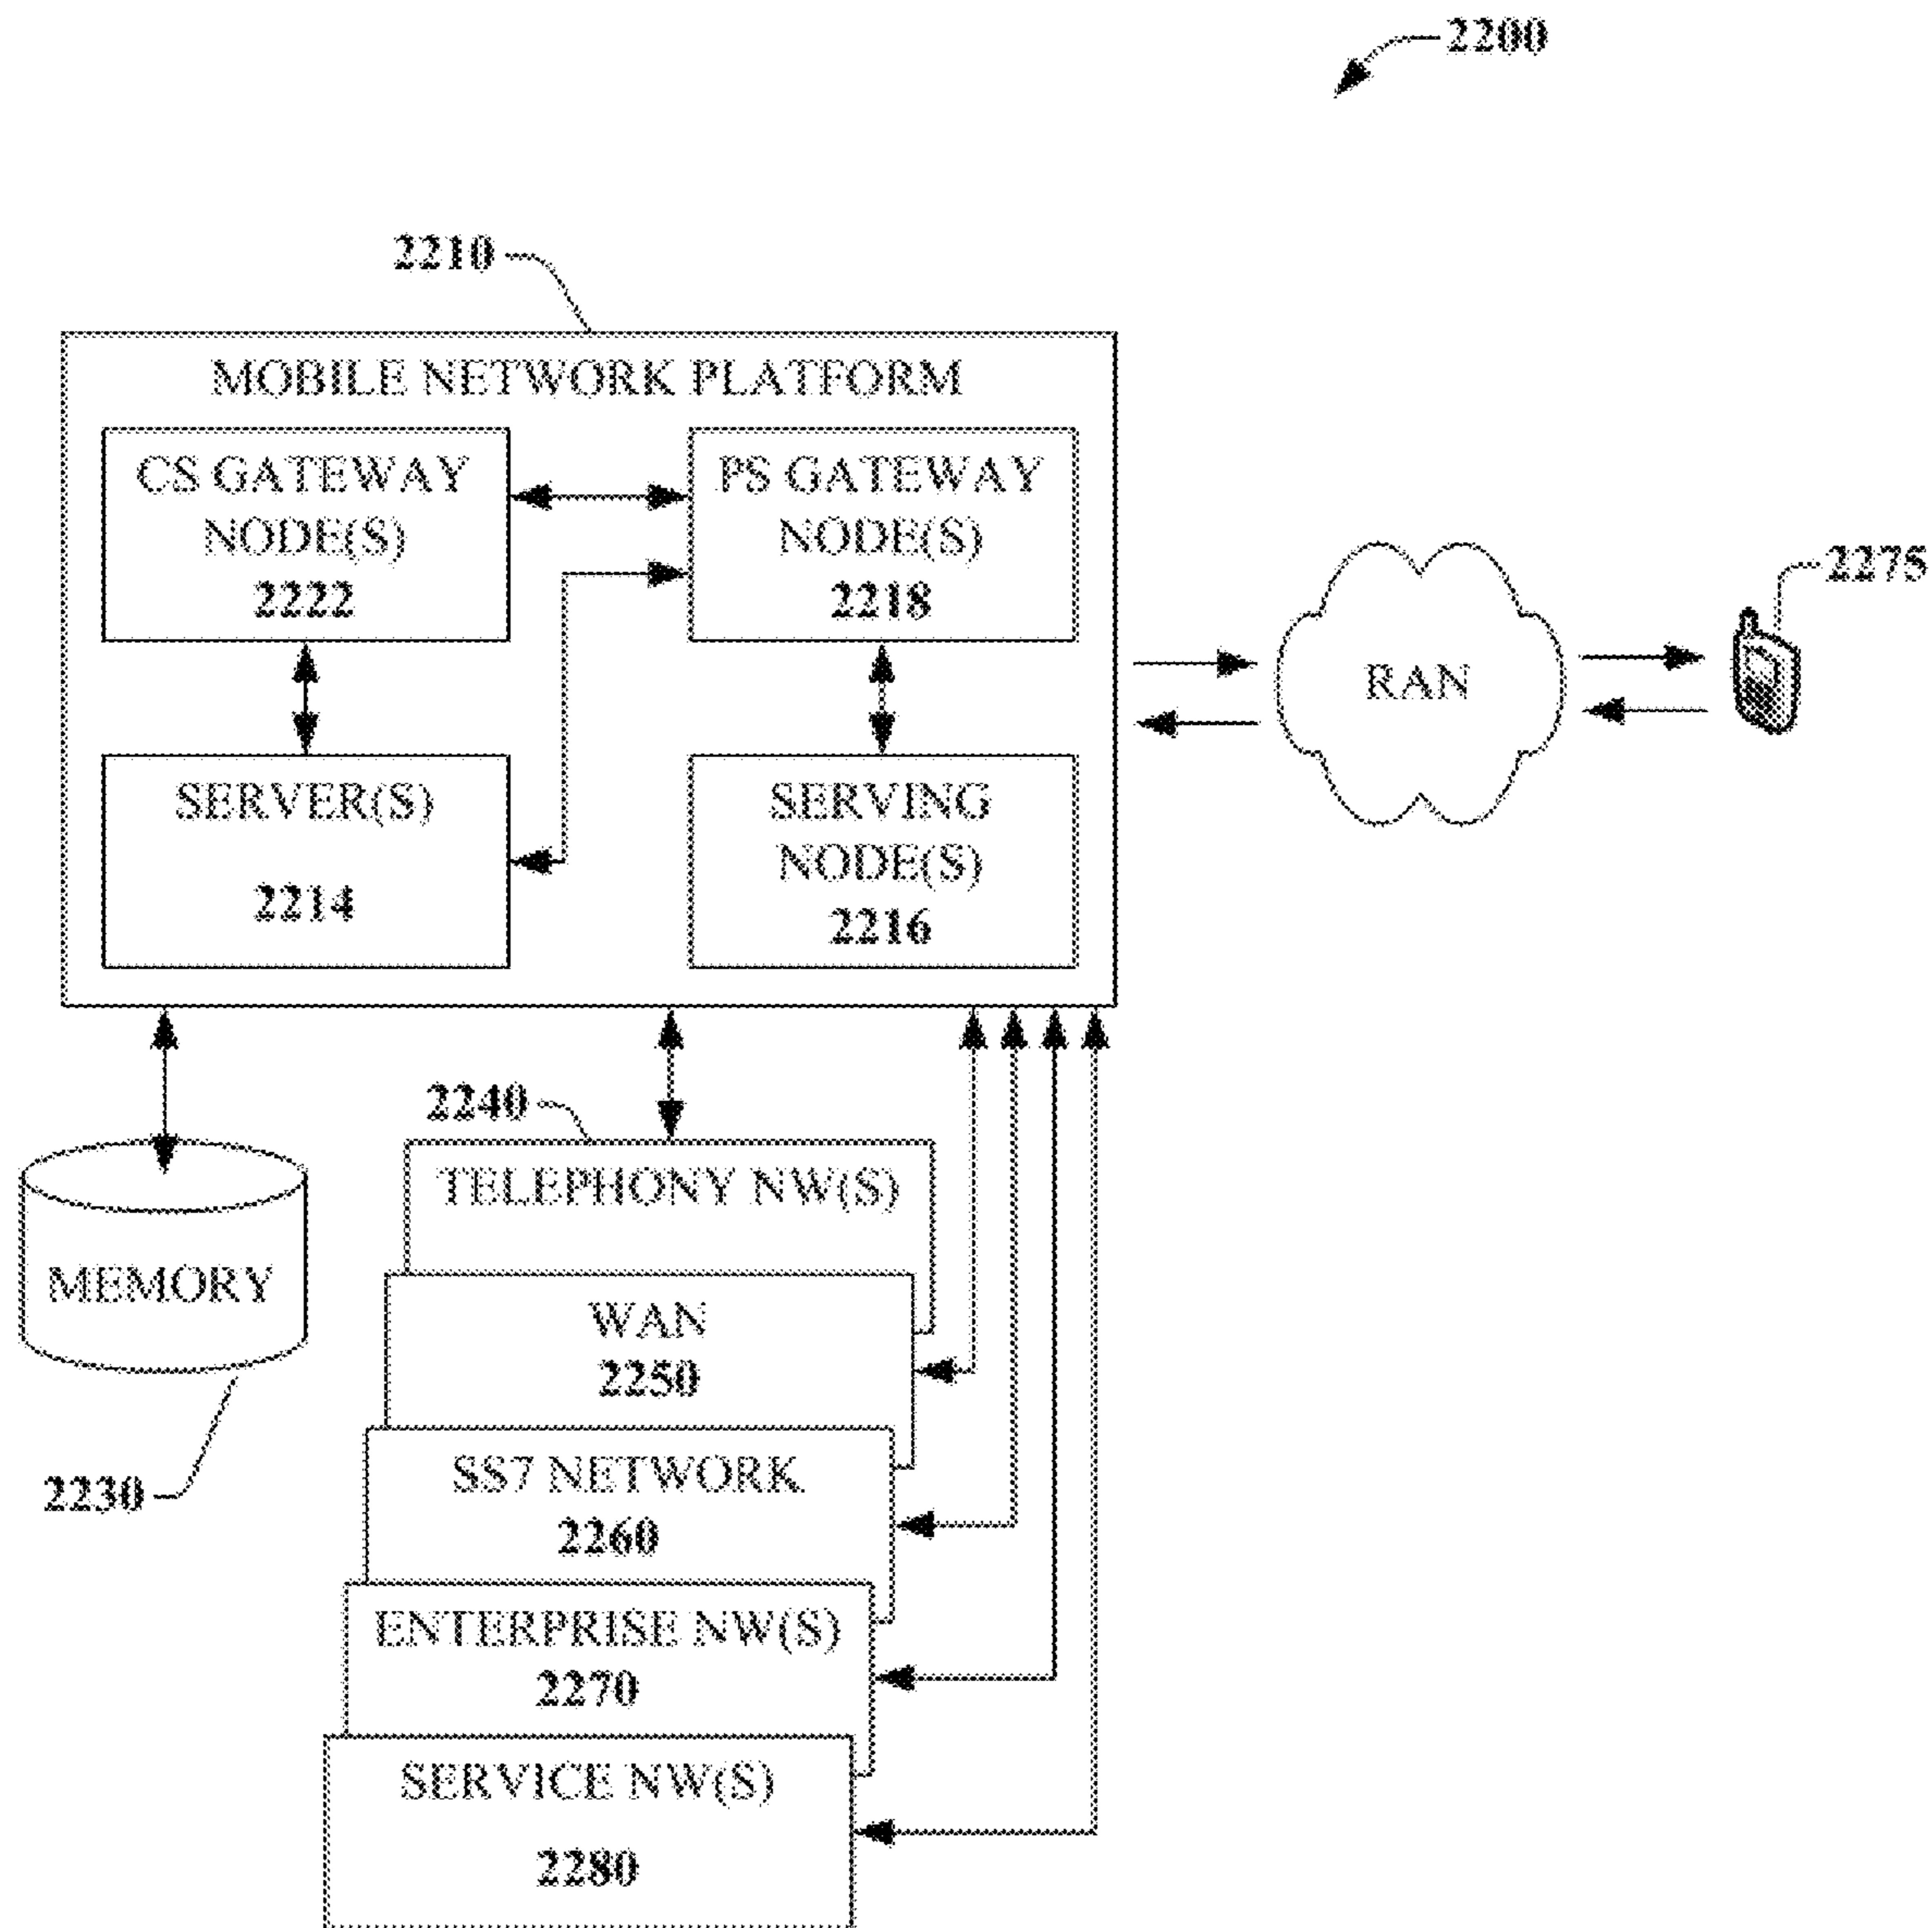 2200
2210
MOBILE NETWORK PLATFORM
CS GATEWAY
NODE(S)
2222
PS GATEWAY
NODE(S)
2218
SERVER(S)
2214
SERVING
NODE(S)
2216
RAN
2275
2240
TELEPHONY NW(S)
MEMORY
2230
WAN
2250
SS7 NETWORK
2260
ENTERPRISE NW(S)
2270
SERVICE NW(S)
2280